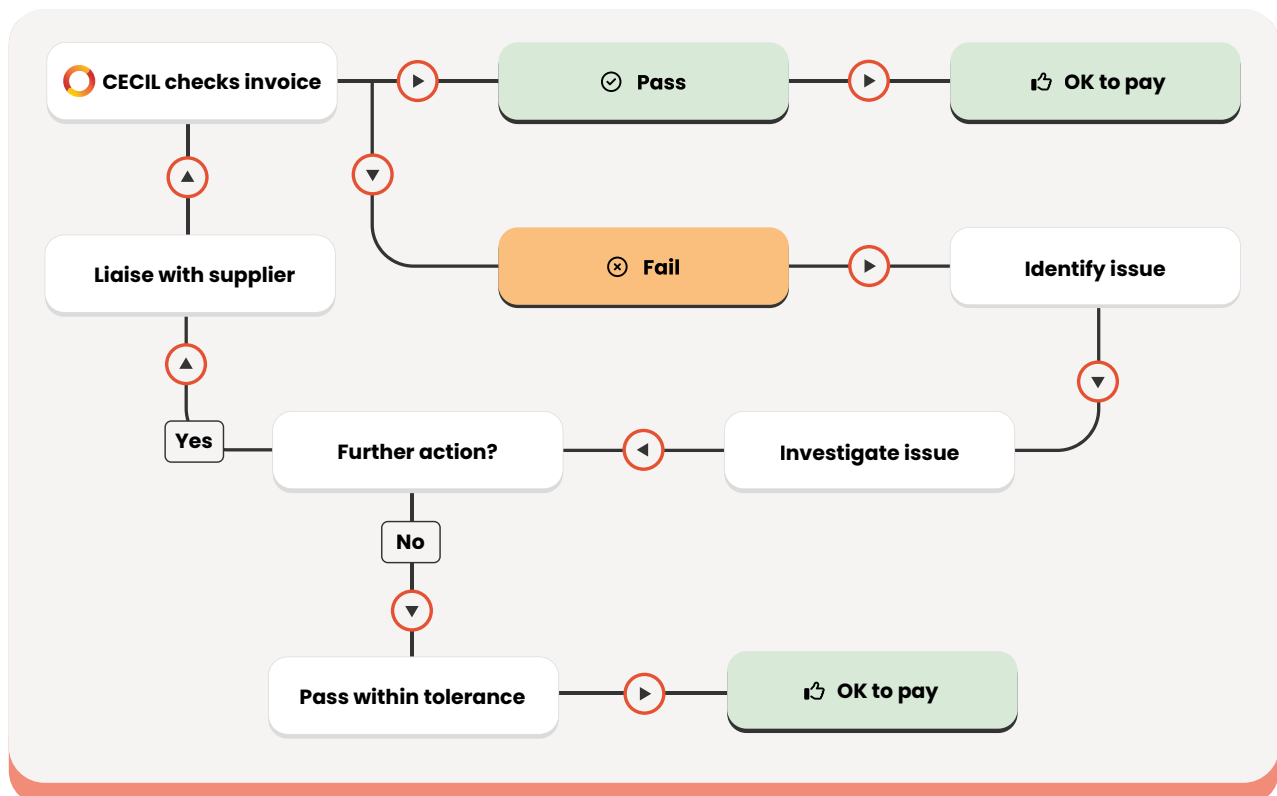 CECIL checks invoice
Pass
OK to pay
Liaise with supplier
Fail
Identify issue
Yes
Further action?
Investigate issue
No
Pass within tolerance
OK to pay